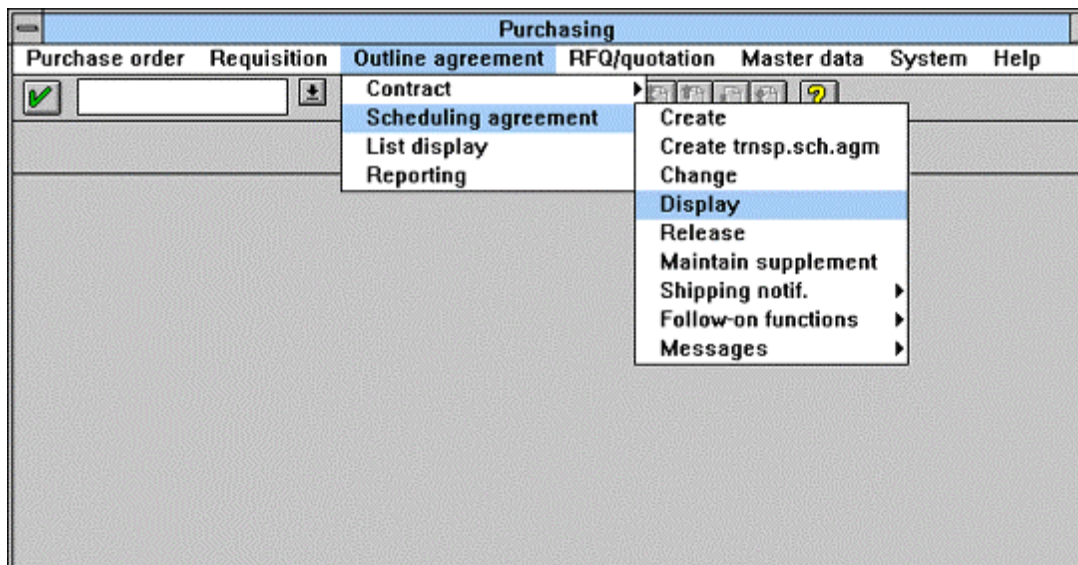 Purchasing
Purchase order Requisition Outline agreement RFQ/quotation Master data System Help
Contract
Scheduling agreement
List display
Reporting
Create
Create trnsp.sch.agm
Change
Display
Release
Maintain supplement
Shipping notif.
Follow-on functions
Messages